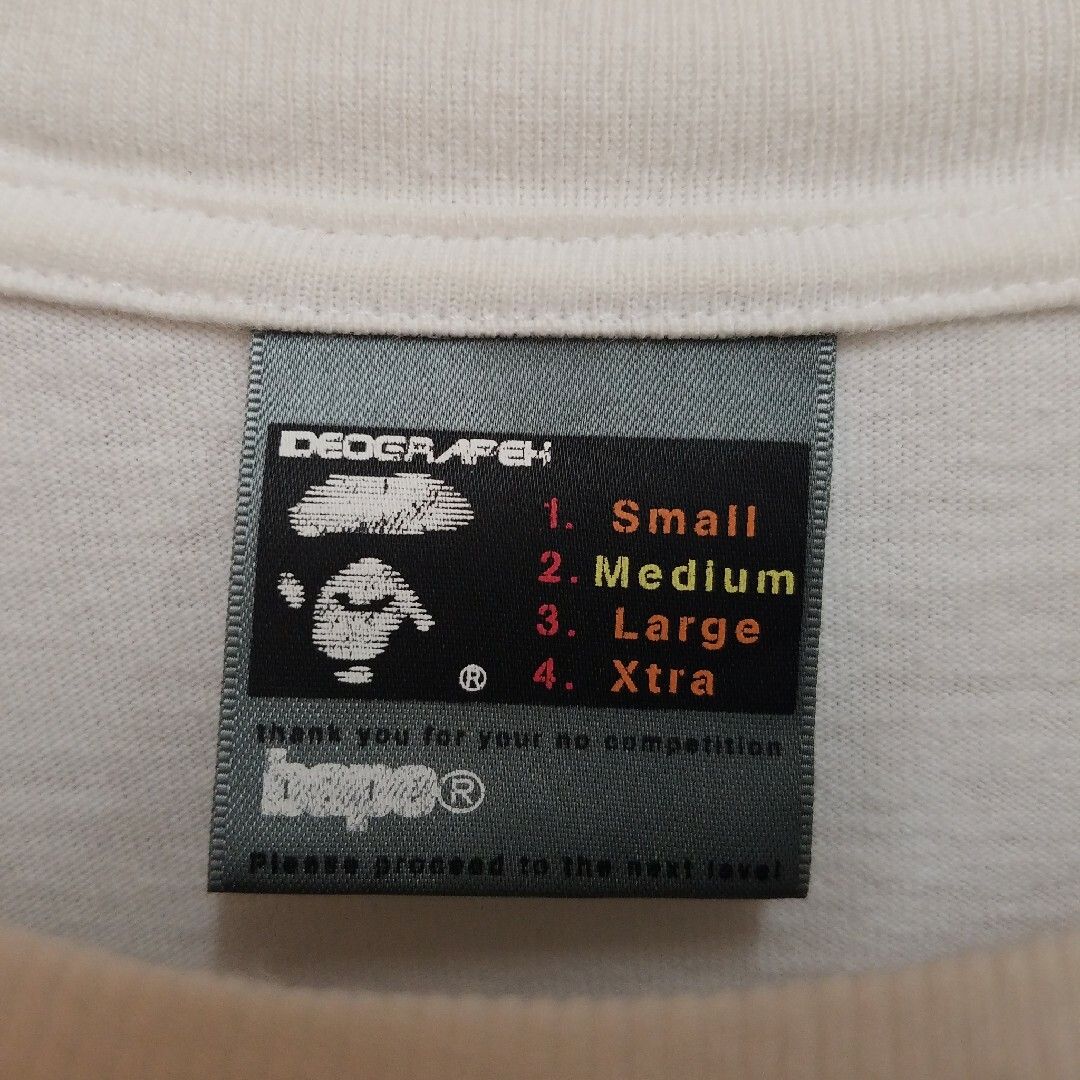 IDEOGRAPEH
1. Small
2. Medium
3. Large
4. Xtra
®
thank you for your no competition
bape®
Please proceed to the next level